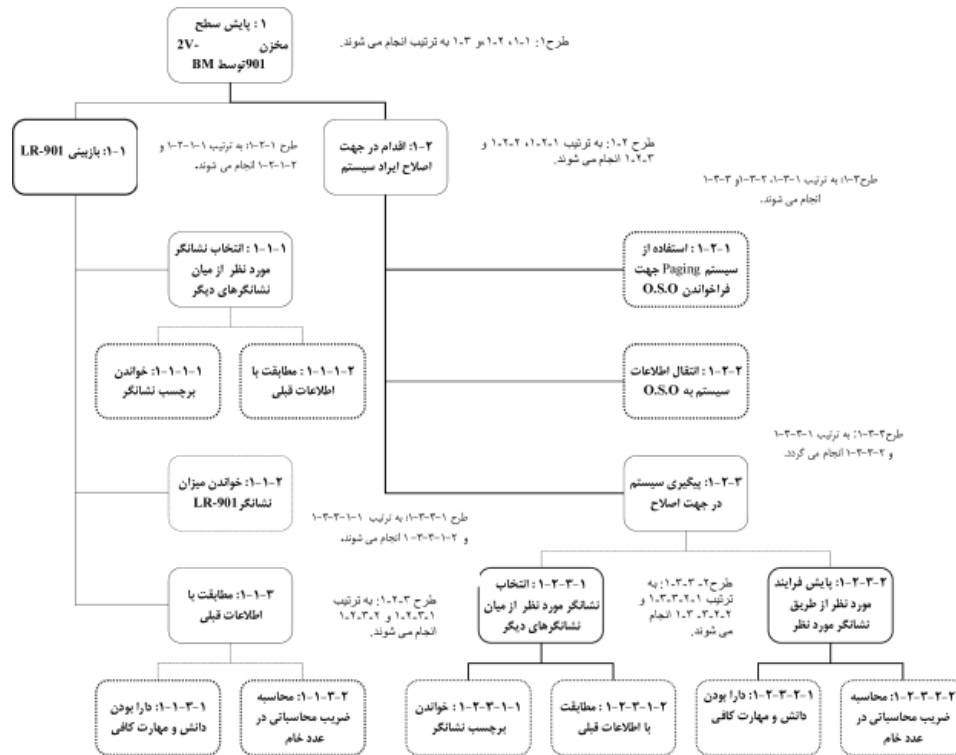 ۱ : پایش سطح
مخزن 2V-
901توسط BM
طرح۱: ۱-۱، ۱-۲،و ۱-۳ به ترتیب انجام می شوند.
۱-۱: بازبینی LR-901
طرح ۱-۲-۱: به ترتیب ۱-۱-۲-۱ و
۱-۲-۱-۲ انجام می شوند.
۱-۲: اقدام در جهت
اصلاح ایراد سیستم
طرح ۱-۲: به ترتیب ۱-۲-۱، ۱-۲-۲ و
۱-۲-۳ انجام می شوند.
طرح۱-۳: به ترتیب ۱-۳-۱، ۱-۳-۲و ۱-۳-۳
انجام می شوند.
۱-۱-۱ : انتخاب نشانگر
مورد نظر از میان
نشانگرهای دیگر
۱-۲-۱ : استفاده از
سیستم Paging جهت
فراخواندن O.S.O
۱-۱-۱-۱: خواندن
برچسب نشانگر
۱-۱-۱-۲ : مطابقت با
اطلاعات قبلی
۱-۲-۲ : انتقال اطلاعات
سیستم به O.S.O
طرح۱-۳-۳: به ترتیب ۱-۳-۳-۱
و ۱-۳-۳-۲ انجام می گردد.
۱-۱-۲: خواندن میزان
نشانگرLR-901
۱-۲-۳: پیگیری سیستم
در جهت اصلاح
طرح ۱-۳-۳-۱: به ترتیب ۱-۳-۳-۱-۱
و ۱-۳-۳-۱-۲ انجام می شوند.
۱-۱-۳ : مطابقت با
اطلاعات قبلی
طرح ۱-۲-۳: به ترتیب
۱-۲-۳-۱ و ۱-۲-۳-۲
انجام می شوند.
۱-۲-۳-۱ : انتخاب
نشانگر مورد نظر از میان
نشانگرهای دیگر
طرح۱-۳-۳-۲: به
ترتیب ۱-۳-۳-۲-۱ و
۱-۳-۳-۲-۲ انجام
می شوند.
۱-۲-۳-۲: پایش فرایند
مورد نظر از طریق
نشانگر مورد نظر
۱-۱-۳-۱: دارا بودن
دانش و مهارت کافی
۱-۱-۳-۲: محاسبه
ضریب محاسباتی در
عدد خام
۱-۲-۳-۱-۱: خواندن
برچسب نشانگر
۱-۲-۳-۱-۲: مطابقت
با اطلاعات قبلی
۱-۲-۳-۲-۱: دارا بودن
دانش و مهارت کافی
۱-۲-۳-۲-۲: محاسبه
ضریب محاسباتی در
عدد خام